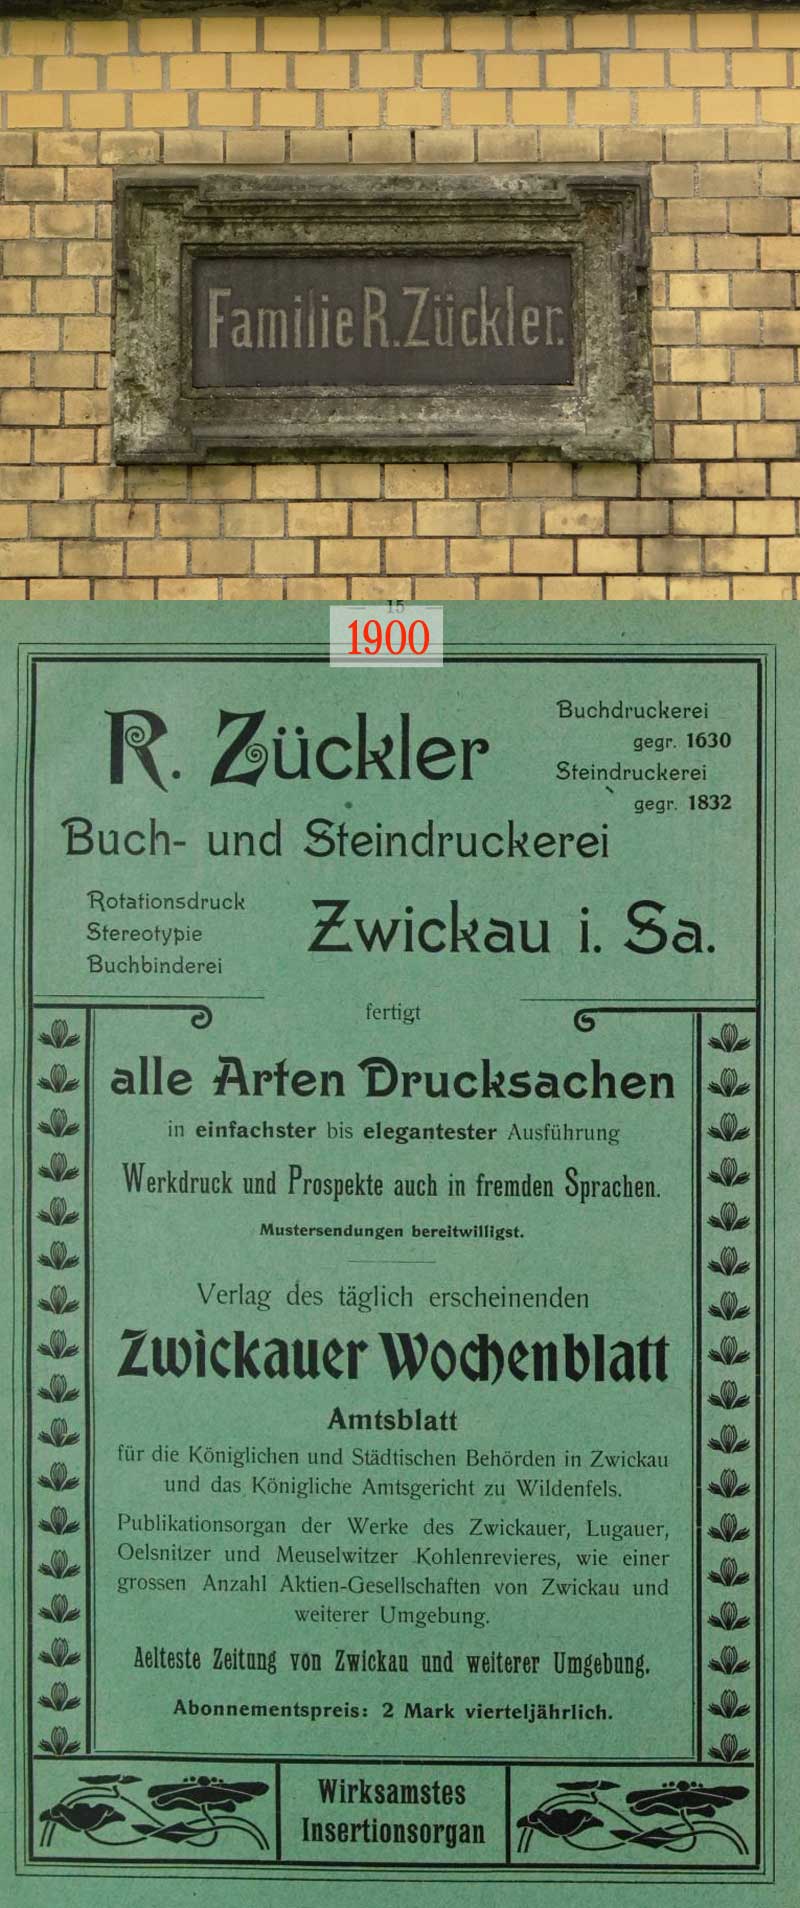 Familie R. Zückler.
15
1900
R. Zückler
Buchdruckerei
gegr. 1630
Steindruckerei
gegr. 1832
Buch- und Steindruckerei
Rotationsdruck
Stereotypie
Buchbinderei
Zwickau i. Sa.
fertigt
alle Arten Drucksachen
in einfachster bis elegantester Ausführung
Werkdruck und Prospekte auch in fremden Sprachen.
Mustersendungen bereitwilligst.
Verlag des täglich erscheinenden
Zwickauer Wochenblatt
Amtsblatt
für die Königlichen und Städtischen Behörden in Zwickau
und das Königliche Amtsgericht zu Wildenfels.
Publikationsorgan der Werke des Zwickauer, Lugauer,
Oelsnitzer und Meuselwitzer Kohlenrevieres, wie einer
grossen Anzahl Aktien-Gesellschaften von Zwickau und
weiterer Umgebung.
Aelteste Zeitung von Zwickau und weiterer Umgebung.
Abonnementspreis: 2 Mark vierteljährlich.
Wirksamstes
Insertionsorgan